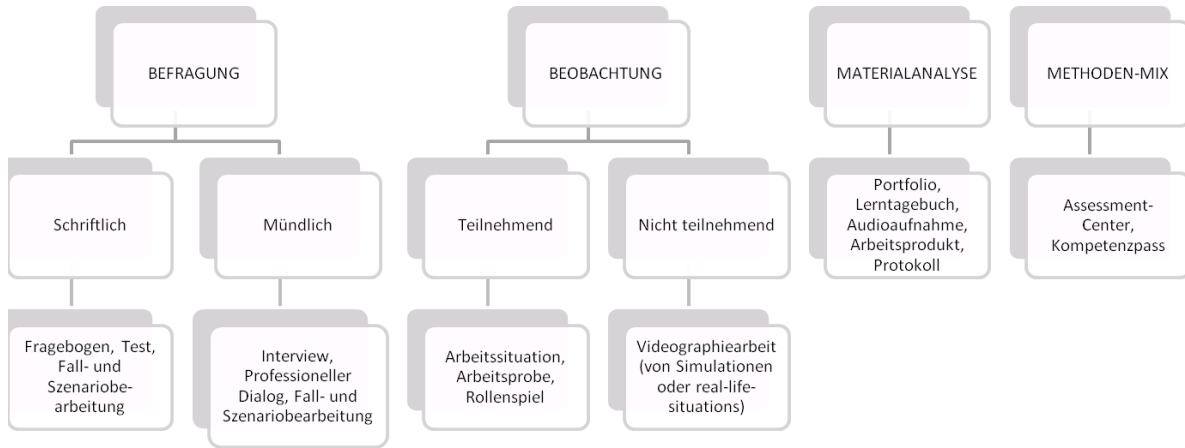 BEFRAGUNG
BEOBACHTUNG
MATERIALANALYSE
METHODEN-MIX
Schriftlich
Mündlich
Teilnehmend
Nicht teilnehmend
Portfolio,
Lerntagebuch,
Audioaufnahme,
Arbeitsprodukt,
Protokoll
Assessment-
Center,
Kompetenzpass
Fragebogen, Test,
Fall- und
Szenariobe-
arbeitung
Interview,
Professioneller
Dialog, Fall- und
Szenariobearbeitung
Arbeitssituation,
Arbeitsprobe,
Rollenspiel
Videographiearbeit
(von Simulationen
oder real-life-
situations)